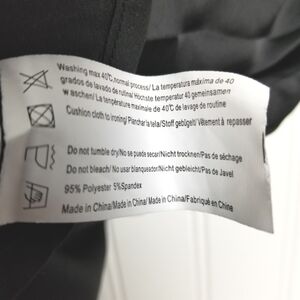 Washing max 40℃,normal process/ La temperatura máxima de 40
grados de lavado de rutina/ Höchste temperatur 40 gemeinsamen
w aschen/ La température maximale de 40℃ de lavage de routine
Cushion cloth to ironing/ Planchar la tela/Stoff gebügelt/ Vêtement à repasser
Do not tumble dry/No se puede secar/Nicht trocknen/Pas de séchage
Do not bleach/ No usar blanqueador/Nicht gebleicht/Pas de Javel
95% Polyester 5%Spandex
Made in China/Made in China/ Made in China/Fabriqué en Chine